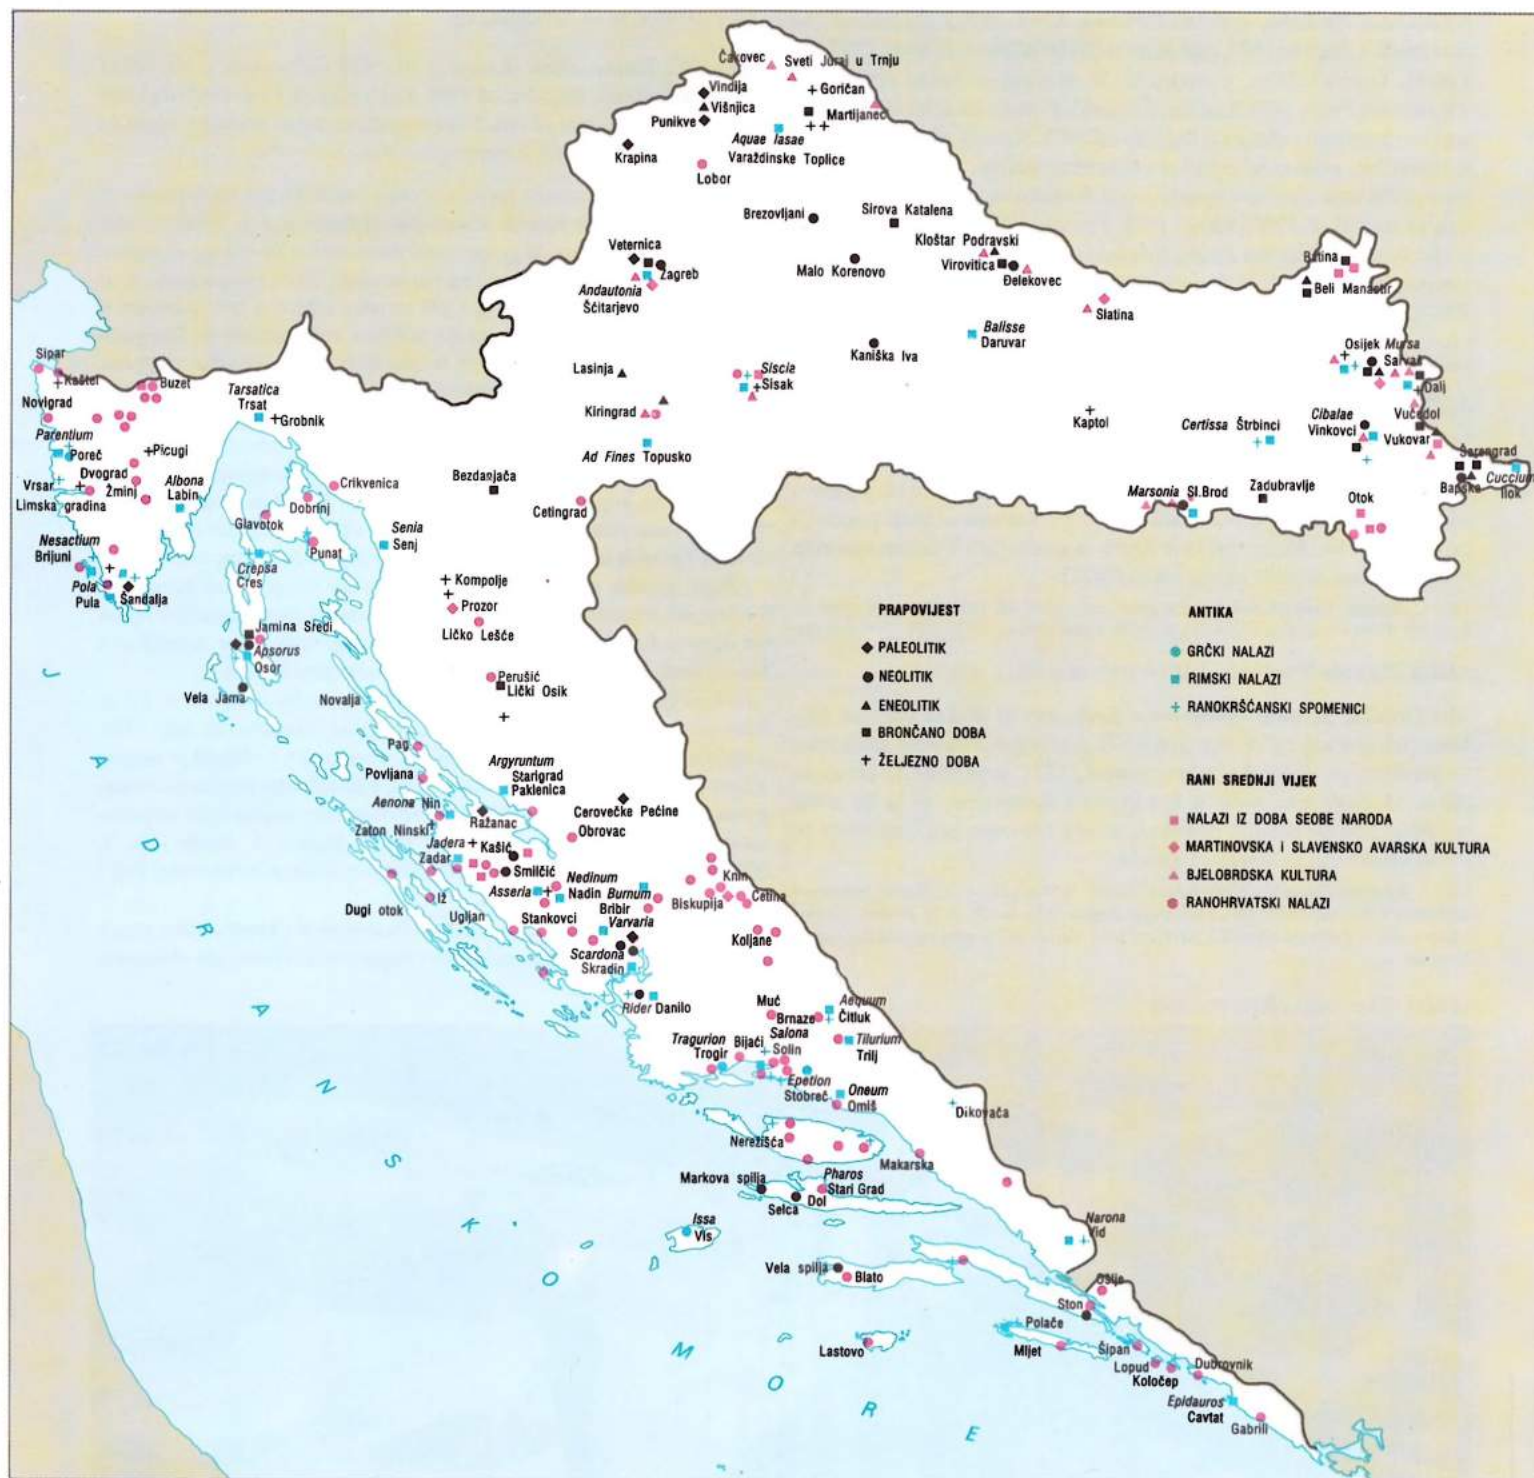 Čakovec
Sveti Juraj u Trnju
Vindija
Goričan
Višnjica
Martijanec
Punikve
Aquae Iasae
Krapina
Varaždinske Toplice
Lobor
Brezovljani
Sirova Katalena
Kloštar Podravski
Veternica
Zagreb
Malo Korenovo
Virovitica
Đelekovec
Batina
Beli Manastir
Andautonia
Šćitarjevo
Slatina
Balisse
Daruvar
Kaniška Iva
Osijek Mursa
Sarvaš
Dalj
Lasinja
Siscia
Sisak
Kiringrad
Kaptol
Vučedol
Certissa Štrbinci
Cibalae
Vinkovci
Vukovar
Ad Fines Topusko
Šarengrad
Bapska
Cuccium
Ilok
Bezdanjača
Zadubravlje
Otok
Marsonia Sl.Brod
Cetingrad
Sipar
Kaštel
Buzet
Novigrad
Tarsatica
Trsat
Grobnik
Parentium
Poreč
Picugi
Dvograd
Albona
Labin
Vrsar
Žminj
Limska gradina
Crikvenica
Dobrinj
Glavotok
Punat
Senia
Senj
Nesactium
Brijuni
Crepsa
Cres
Pola
Pula
Šandalja
Kompolje
Prozor
Ličko Lešće
Jamina Sredi
Apsorus
Osor
Perušić
Lički Osik
Vela Jama
Novalja
Pag
Povljana
Argyruntum
Starigrad
Paklenica
Cerovečke Pećine
Aenona Nin
Ražanac
Obrovac
Zaton Ninski
Jadera
Kašić
Zadar
Smilčić
Nedinum
Nadin
Asseria
Burnum
Bribir
Varvaria
Knin
Biskupija
Cetina
Dugi otok
Iž
Ugljan
Stankovci
Koljane
Scardona
Skradin
Rider Danilo
Muć
Brnaze
Aequum
Čitluk
Tragurion
Trogir
Bijaći
Salona
Solin
Tilurium
Trilj
Epetion
Stobreč
Oneum
Omiš
Dikovača
Nerežišća
Makarska
Markova spilja
Pharos
Stari Grad
Selca
Dol
Issa
Vis
Narona
Vid
Vela spilja
Blato
Ošlje
Ston
Polače
Lastovo
Mljet
Šipan
Lopud
Koločep
Dubrovnik
Epidauros
Cavtat
Gabrili
JADRANSKO MORE
PRAPOVIJEST
PALEOLITIK
NEOLITIK
ENEOLITIK
BRONČANO DOBA
ŽELJEZNO DOBA
ANTIKA
GRČKI NALAZI
RIMSKI NALAZI
RANOKRŠĆANSKI SPOMENICI
RANI SREDNJI VIJEK
NALAZI IZ DOBA SEOBE NARODA
MARTINOVSKA I SLAVENSKO AVARSKA KULTURA
BJELOBRDSKA KULTURA
RANOHRVATSKI NALAZI